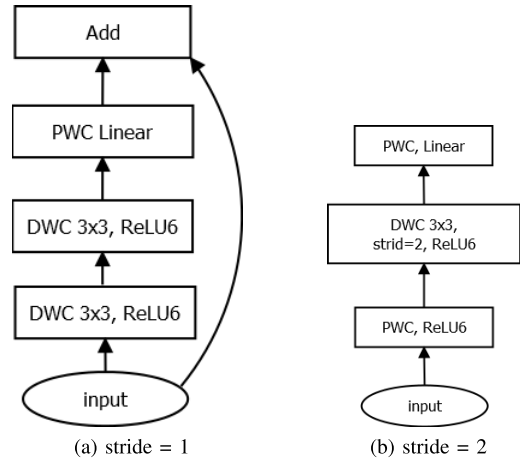 Add
PWC Linear
DWC 3x3, ReLU6
DWC 3x3, ReLU6
input
(a) stride = 1
PWC, Linear
DWC 3x3,
strid=2, ReLU6
PWC, ReLU6
input
(b) stride = 2